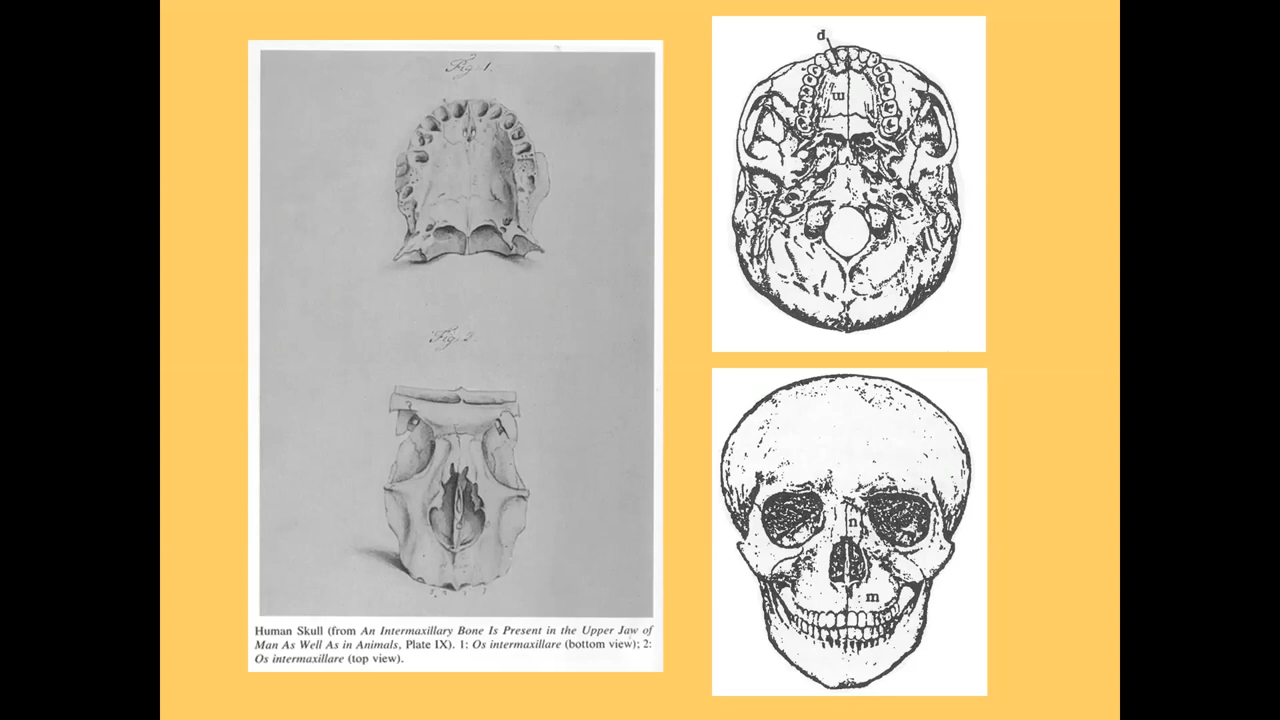 Fig. 1.
Fig. 2.
Human Skull (from An Intermaxillary Bone Is Present in the Upper Jaw of
Man As Well As in Animals, Plate IX). 1: Os intermaxillare (bottom view); 2:
Os intermaxillare (top view).
d
m
n
m